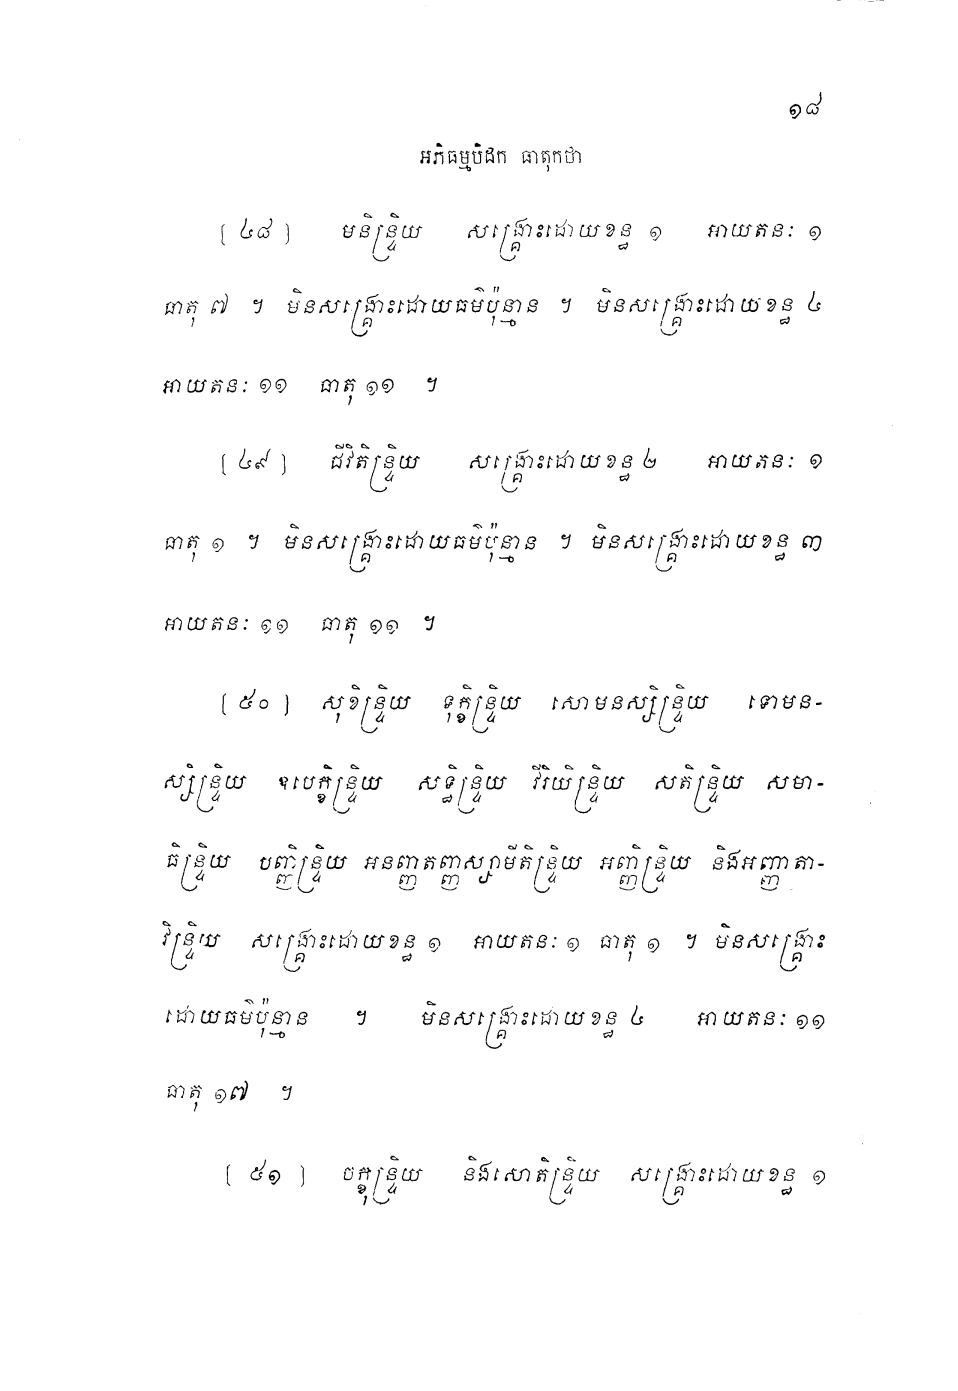 ១៨
អភិធម្មបិដក ធាតុកថា
[ ៤៨ ] មនិន្ទ្រិយ សង្គ្រោះដោយខន្ធ ១ អាយតនៈ ១
ធាតុ ៧ ។ មិនសង្គ្រោះដោយធម៌ប៉ុន្មាន ។ មិនសង្គ្រោះដោយខន្ធ ៤
អាយតនៈ ១១ ធាតុ ១១ ។
[ ៤៩ ] ជីវិតិន្ទ្រិយ សង្គ្រោះដោយខន្ធ ២ អាយតនៈ ១
ធាតុ ១ ។ មិនសង្គ្រោះដោយធម៌ប៉ុន្មាន ។ មិនសង្គ្រោះដោយខន្ធ ៣
អាយតនៈ ១១ ធាតុ ១១ ។
[ ៥០ ] សុខិន្ទ្រិយ ទុក្ខិន្ទ្រិយ សោមនស្សិន្ទ្រិយ ទោមន-
ស្សិន្ទ្រិយ ឧបេក្ខិន្ទ្រិយ សទ្ធិន្ទ្រិយ វីរិយិន្ទ្រិយ សតិន្ទ្រិយ សមា-
ធិន្ទ្រិយ បញ្ញិន្ទ្រិយ អនញ្ញតញ្ញស្សាមីតិន្ទ្រិយ អញ្ញិន្ទ្រិយ និងអញ្ញាតា-
វិន្ទ្រិយ សង្គ្រោះដោយខន្ធ ១ អាយតនៈ ១ ធាតុ ១ ។ មិនសង្គ្រោះ
ដោយធម៌ប៉ុន្មាន ។ មិនសង្គ្រោះដោយខន្ធ ៤ អាយតនៈ ១១
ធាតុ ១៧ ។
[ ៥១ ] ចក្ខុន្ទ្រិយ និងសោតិន្ទ្រិយ សង្គ្រោះដោយខន្ធ ១